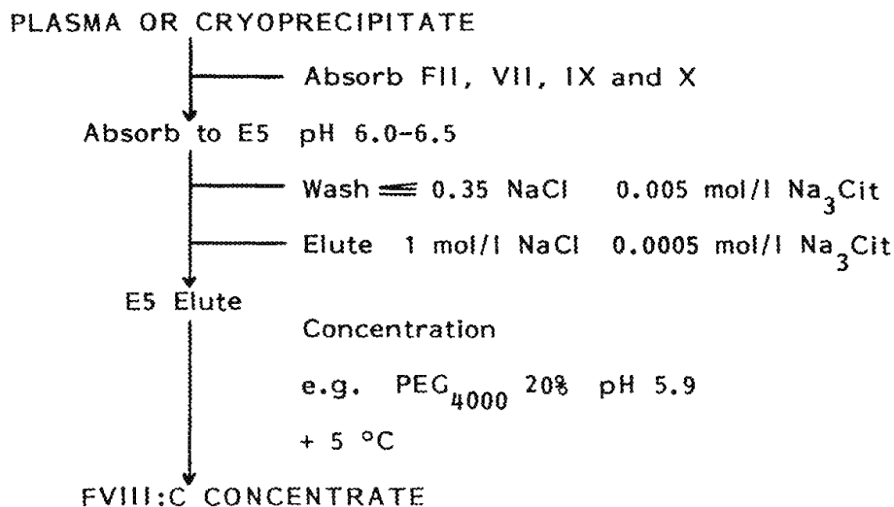 PLASMA OR CRYOPRECIPITATE
Absorb FII, VII, IX and X
Absorb to E5 pH 6.0-6.5
Wash ≤ 0.35 NaCl 0.005 mol/l Na₃Cit
Elute 1 mol/l NaCl 0.0005 mol/l Na₃Cit
E5 Elute
Concentration
e.g. PEG₄₀₀₀ 20% pH 5.9
+ 5 °C
FVIII:C CONCENTRATE